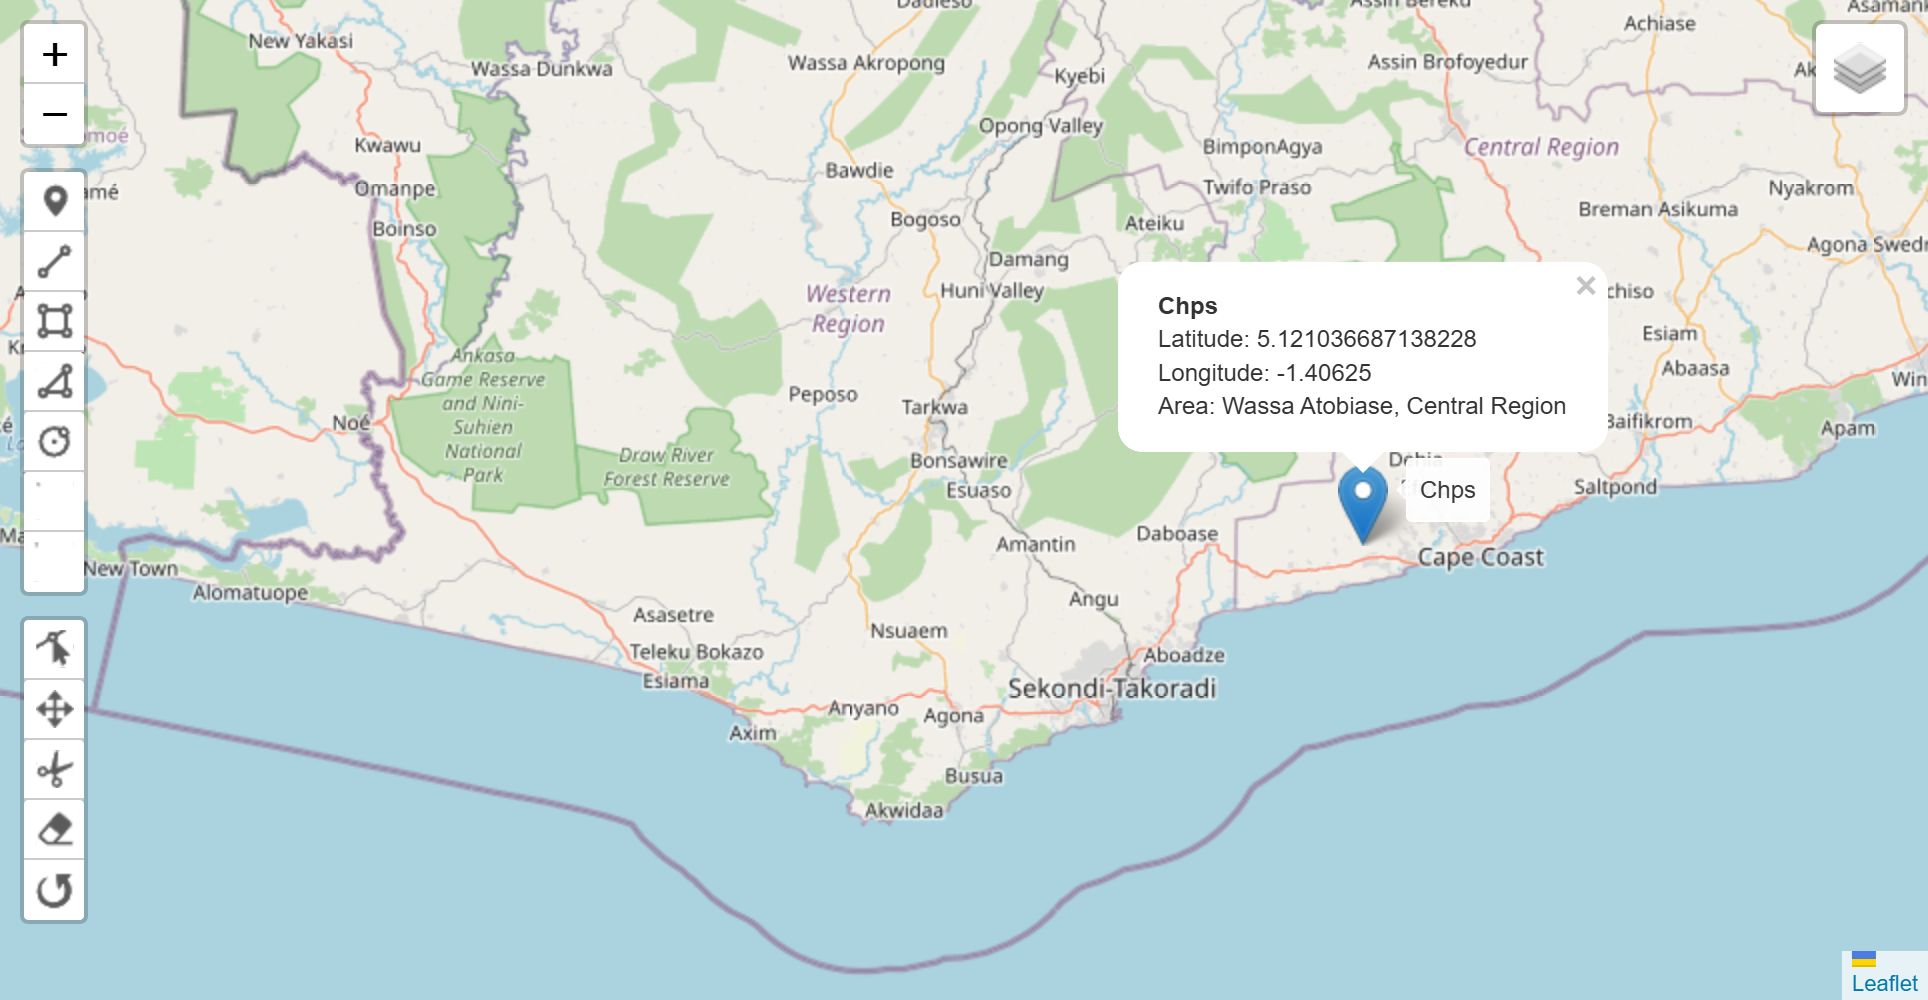 Dadieso
Assin Bereku
New Yakasi
Achiase
Wassa Dunkwa
Wassa Akropong
Kyebi
Assin Brofoyedur
+
−
Opong Valley
Kwawu
BimponAgya
Central Region
Bawdie
Omanpe
Twifo Praso
Nyakrom
Boinso
Bogoso
Ateiku
Breman Asikuma
Damang
Huni Valley
Western
Region
×
Chps
Latitude: 5.121036687138228
Longitude: -1.40625
Area: Wassa Atobiase, Central Region
Esiam
Abaasa
Ankasa
Game Reserve
and Nini-
Suhien
National
Park
Peposo
Tarkwa
Noé
Baifikrom
Apam
Draw River
Forest Reserve
Bonsawire
Esuaso
Chps
Saltpond
Daboase
Amantin
Cape Coast
New Town
Alomatuope
Angu
Asasetre
Nsuaem
Teleku Bokazo
Aboadze
Esiama
Sekondi-Takoradi
Anyano
Agona
Axim
Busua
Akwidaa
Leaflet